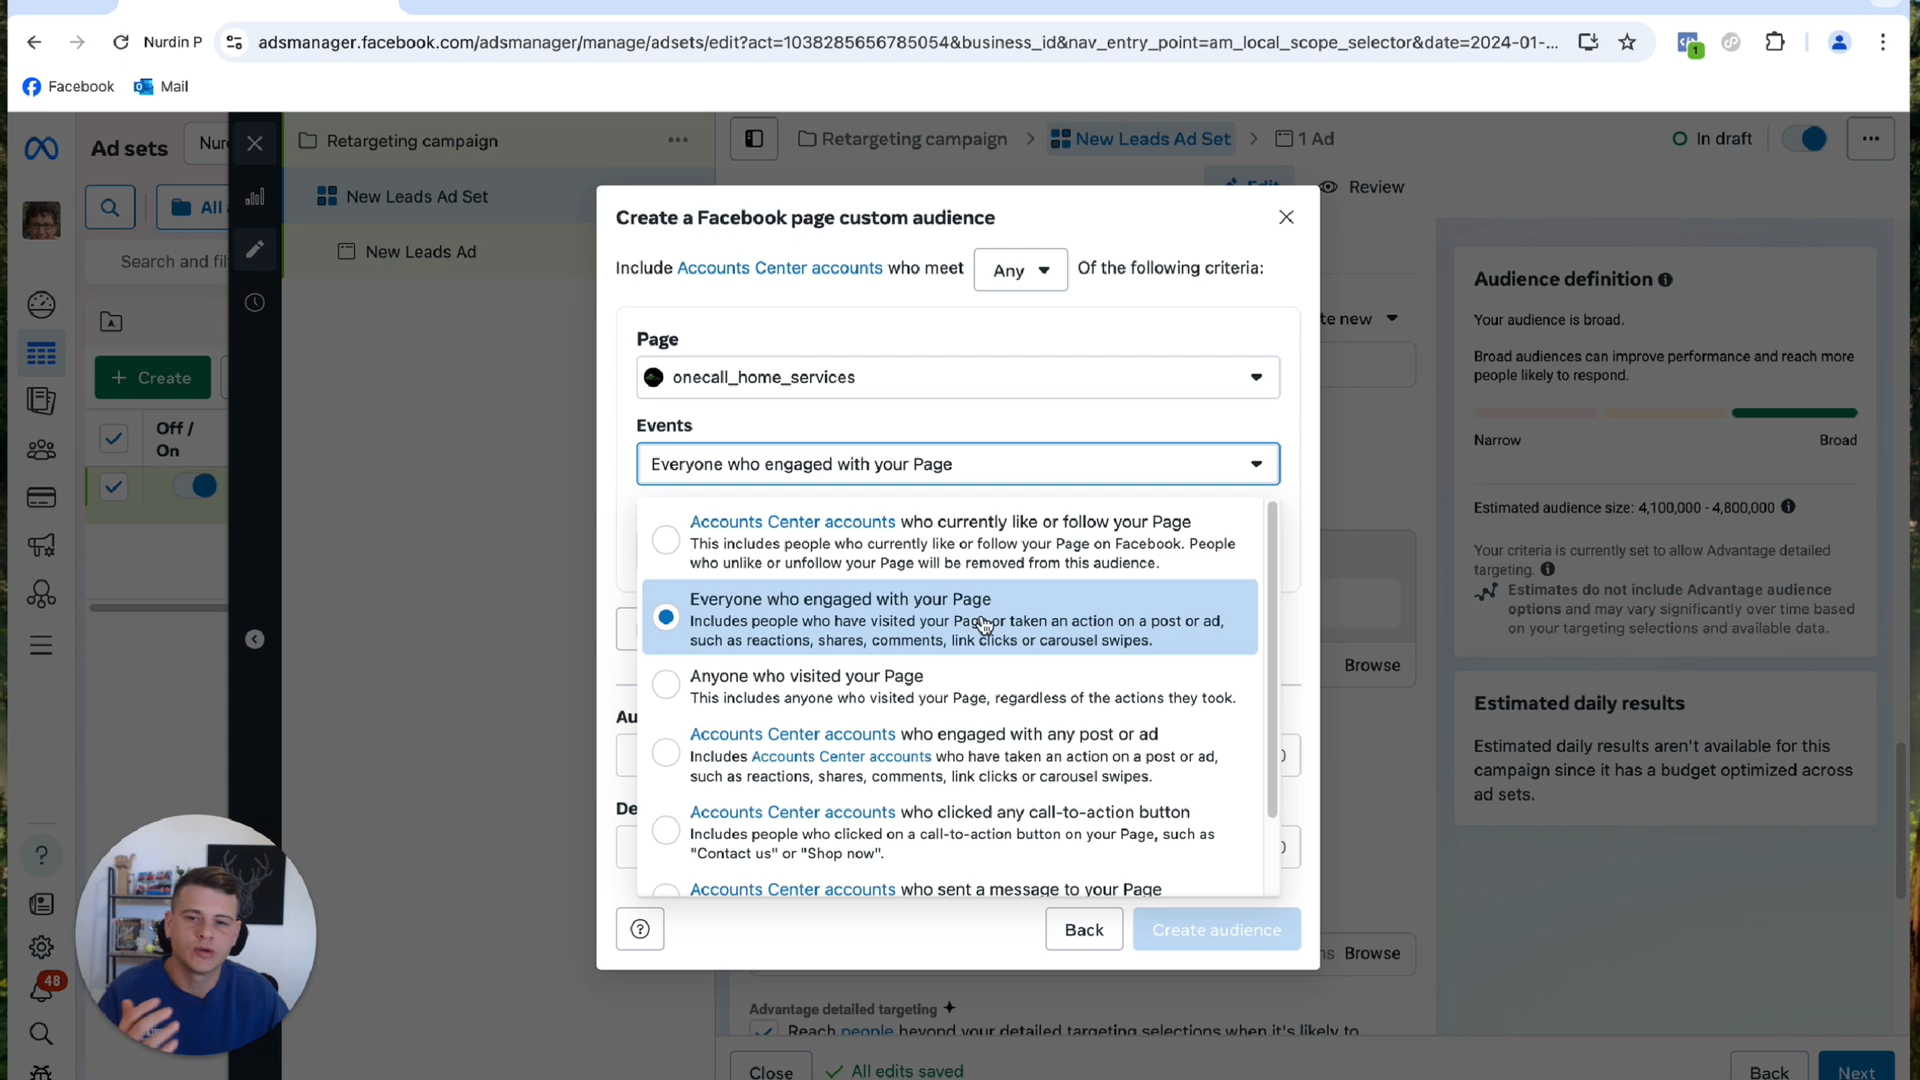 Nurdin P
adsmanager.facebook.com/adsmanager/manage/adsets/edit?act=1038285656785054&business_id&nav_entry_point=am_local_scope_selector&date=2024-01-...
1
Facebook
Mail
Ad sets
Nur
Retargeting campaign
Retargeting campaign
New Leads Ad Set
1 Ad
In draft
All
New Leads Ad Set
Edit
Review
Search and fil
New Leads Ad
Create
Off /
On
Create a Facebook page custom audience
Include Accounts Center accounts who meet
Any
Of the following criteria:
Page
onecall_home_services
Events
Everyone who engaged with your Page
Accounts Center accounts who currently like or follow your Page
This includes people who currently like or follow your Page on Facebook. People
who unlike or unfollow your Page will be removed from this audience.
Everyone who engaged with your Page
Includes people who have visited your Page or taken an action on a post or ad,
such as reactions, shares, comments, link clicks or carousel swipes.
Anyone who visited your Page
This includes anyone who visited your Page, regardless of the actions they took.
Accounts Center accounts who engaged with any post or ad
Includes Accounts Center accounts who have taken an action on a post or ad,
such as reactions, shares, comments, link clicks or carousel swipes.
Accounts Center accounts who clicked any call-to-action button
Includes people who clicked on a call-to-action button on your Page, such as
"Contact us" or "Shop now".
Accounts Center accounts who sent a message to your Page
Au
De
Back
Create audience
te new
Browse
ns Browse
Audience definition
Your audience is broad.
Broad audiences can improve performance and reach more
people likely to respond.
Narrow
Broad
Estimated audience size: 4,100,000 - 4,800,000
Your criteria is currently set to allow Advantage detailed
targeting.
Estimates do not include Advantage audience
options and may vary significantly over time based
on your targeting selections and available data.
Estimated daily results
Estimated daily results aren't available for this
campaign since it has a budget optimized across
ad sets.
Advantage detailed targeting
Reach people beyond your detailed targeting selections when it's likely to
Close
All edits saved
Back
Next
48